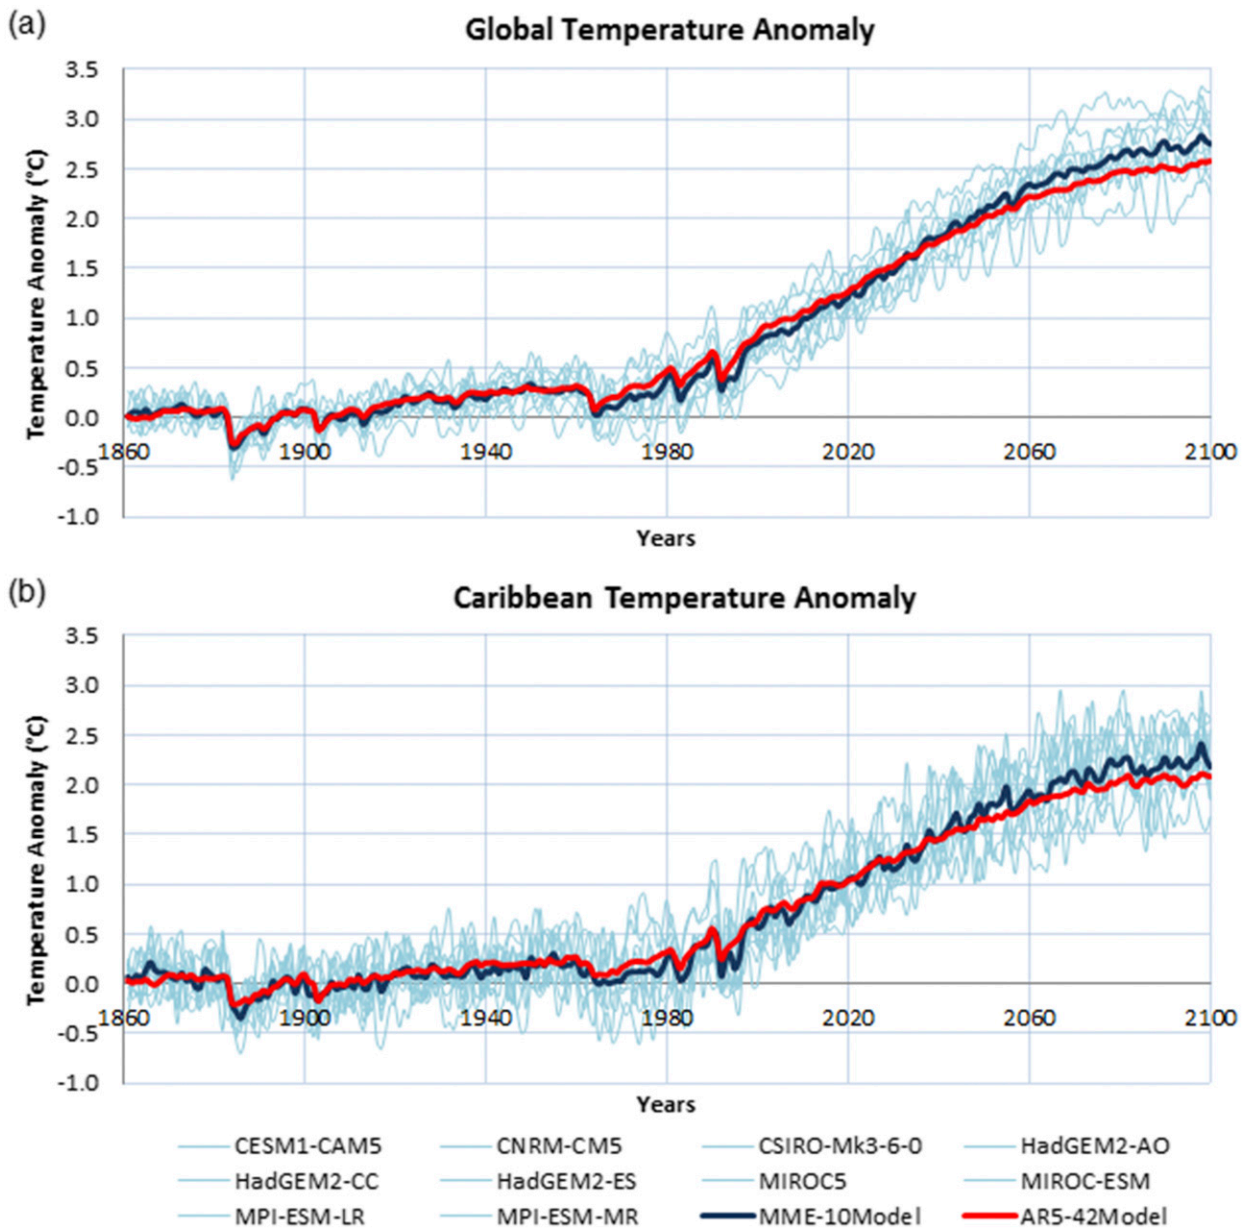 (a)
Global Temperature Anomaly
Temperature Anomaly (°C)
3.5
3.0
2.5
2.0
1.5
1.0
0.5
0.0
-0.5
-1.0
1860 1900 1940 1980 2020 2060 2100
Years
(b)
Caribbean Temperature Anomaly
Temperature Anomaly (°C)
3.5
3.0
2.5
2.0
1.5
1.0
0.5
0.0
-0.5
-1.0
1860 1900 1940 1980 2020 2060 2100
Years
CESM1-CAM5 CNRM-CM5 CSIRO-Mk3-6-0 HadGEM2-AO
HadGEM2-CC HadGEM2-ES MIROC5 MIROC-ESM
MPI-ESM-LR MPI-ESM-MR MME-10Model AR5-42Model